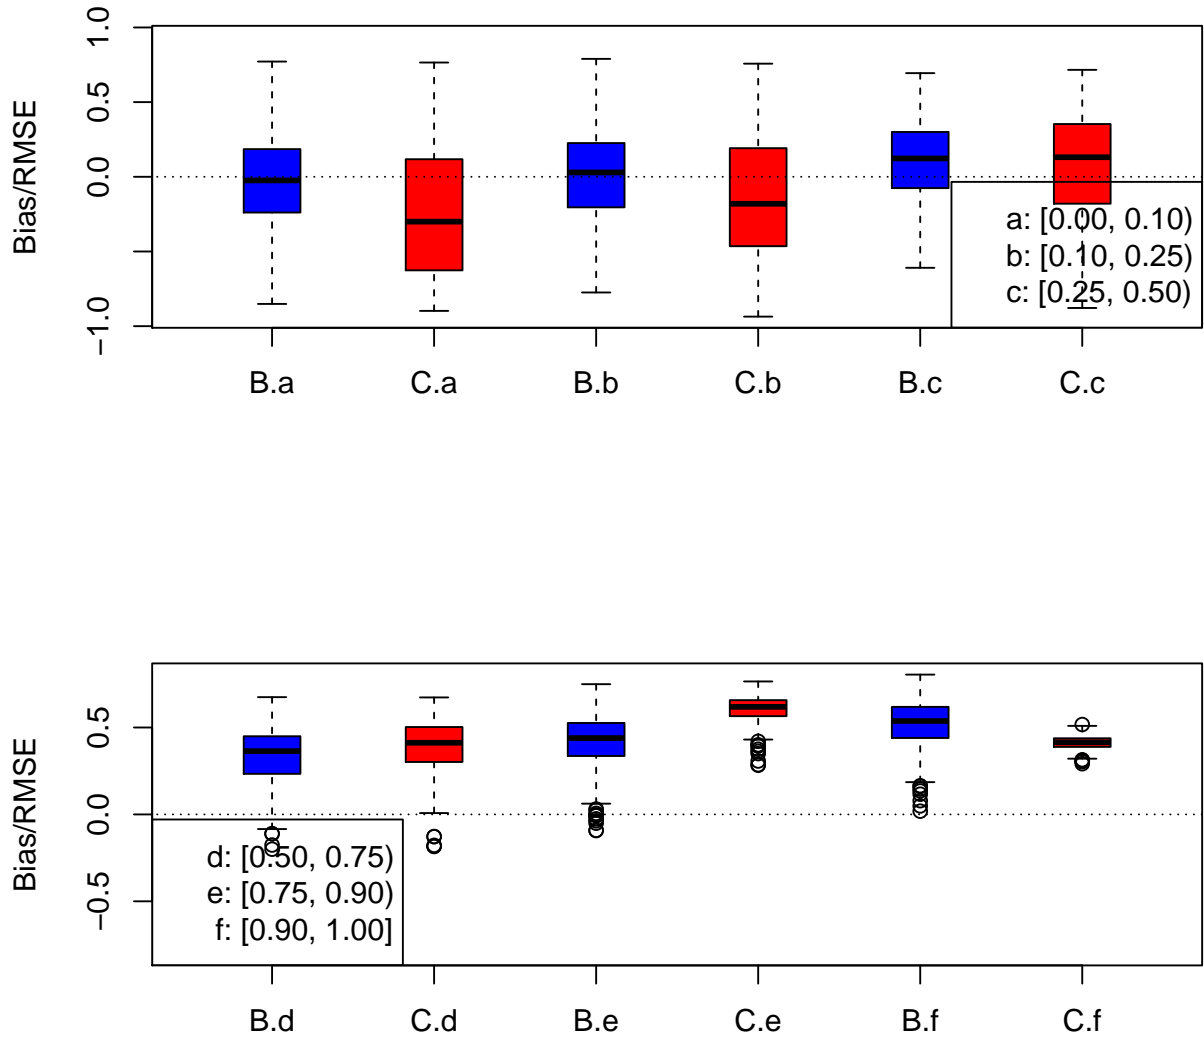 Bias/RMSE
1.0
0.5
0.0
−1.0
a: [0.00, 0.10)
b: [0.10, 0.25)
c: [0.25, 0.50)
B.a C.a B.b C.b B.c C.c
Bias/RMSE
0.5
0.0
−0.5
d: [0.50, 0.75)
e: [0.75, 0.90)
f: [0.90, 1.00]
B.d C.d B.e C.e B.f C.f